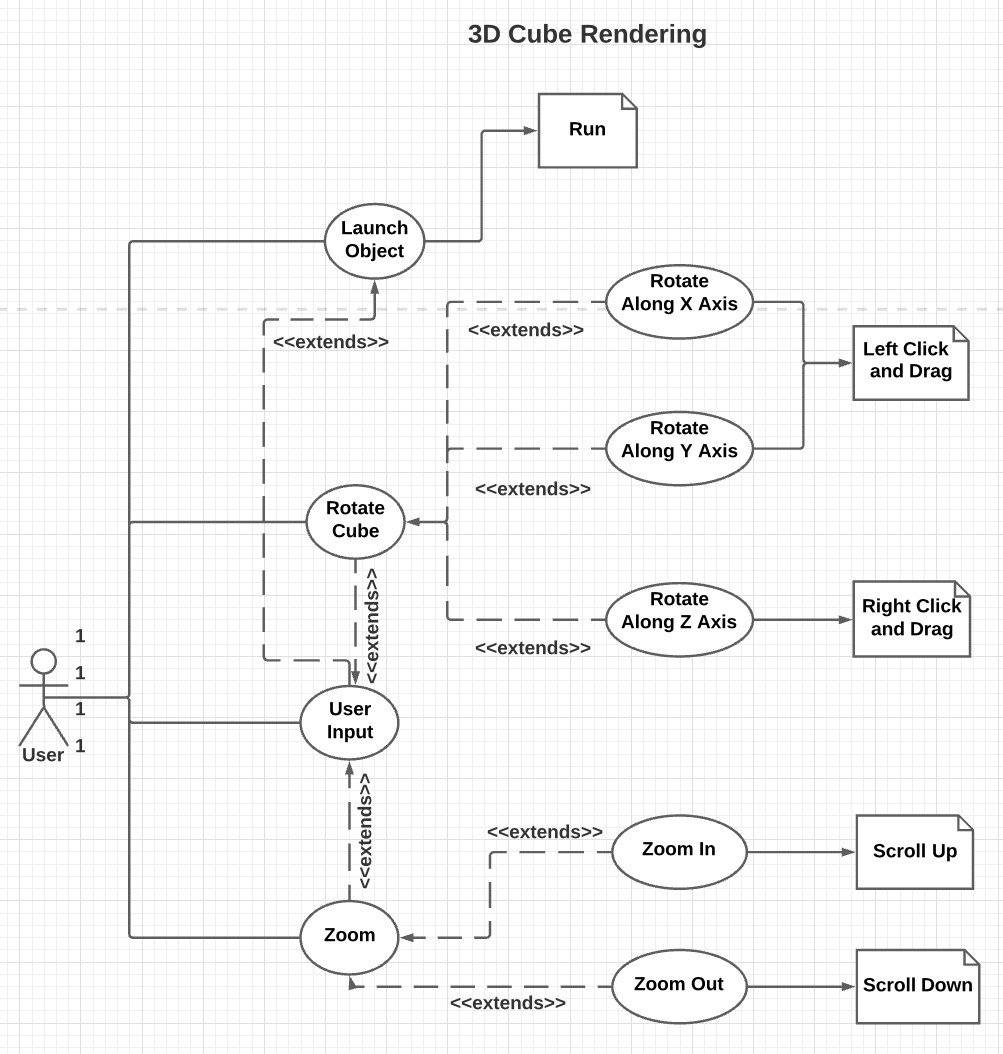 3D Cube Rendering
Run
Launch
Object
Rotate
Along X Axis
<<extends>>
<<extends>>
Left Click
and Drag
Rotate
Along Y Axis
<<extends>>
Rotate
Cube
<<extends>>
Rotate
Along Z Axis
Right Click
and Drag
<<extends>>
1
1
1
1
User
User
Input
<<extends>>
<<extends>>
Zoom In
Scroll Up
Zoom
Zoom Out
Scroll Down
<<extends>>